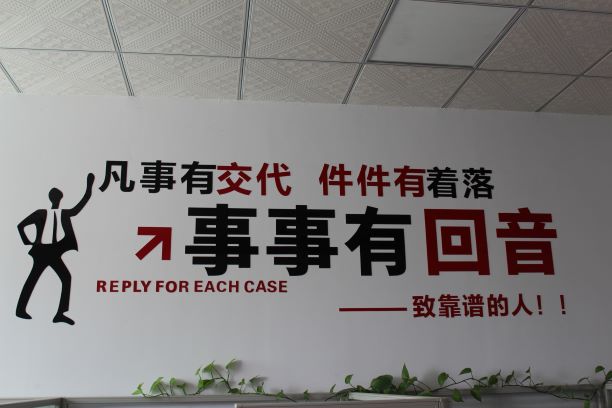 凡事有交代 件件有着落
事事有回音
REPLY FOR EACH CASE
——致靠谱的人！！